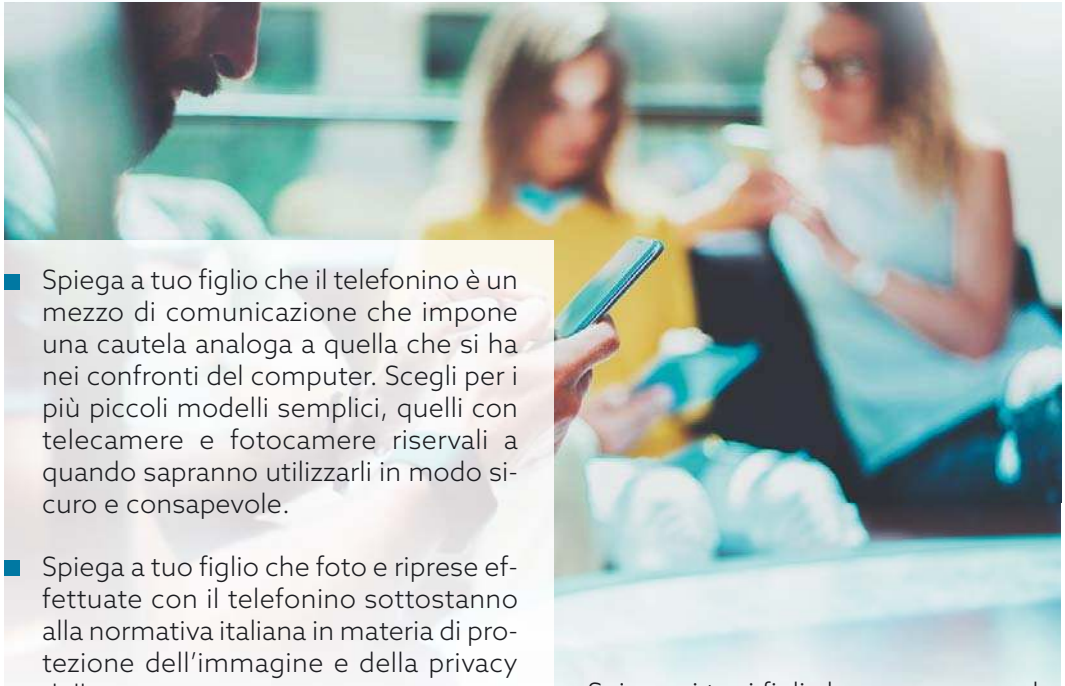 Spiega a tuo figlio che il telefonino è un
mezzo di comunicazione che impone
una cautela analoga a quella che si ha
nei confronti del computer. Scegli per i
più piccoli modelli semplici, quelli con
telecamere e fotocamere riservali a
quando sapranno utilizzarli in modo si-
curo e consapevole.
Spiega a tuo figlio che foto e riprese ef-
fettuate con il telefonino sottostanno
alla normativa italiana in materia di pro-
tezione dell'immagine e della privacy